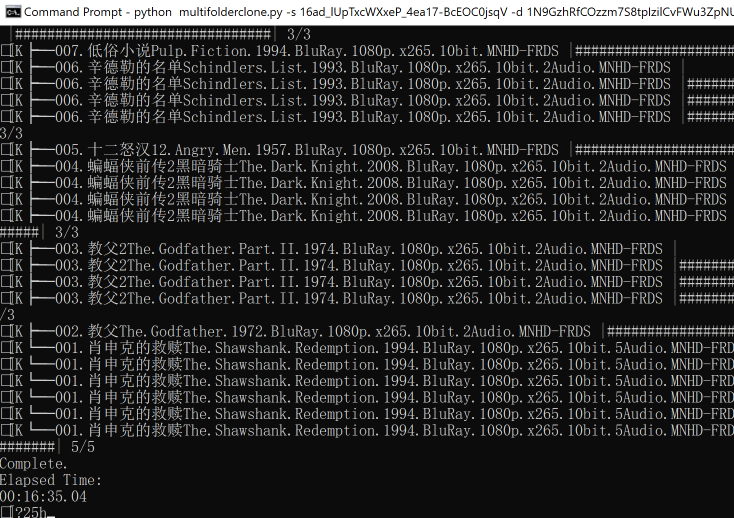 Command Prompt - python  multifolderclone.py -s 16ad_lUpTxcWXxeP_4ea17-BcEOC0jsqV -d 1N9GzhRfCOzzm7S8tpIzilCvFWu3ZpNU
|################################| 3/3
K ├──007.低俗小说Pulp.Fiction.1994.BluRay.1080p.x265.10bit.MNHD-FRDS |####################
K ├──006.辛德勒的名单Schindlers.List.1993.BluRay.1080p.x265.10bit.2Audio.MNHD-FRDS |
K ├──006.辛德勒的名单Schindlers.List.1993.BluRay.1080p.x265.10bit.2Audio.MNHD-FRDS |######
K ├──006.辛德勒的名单Schindlers.List.1993.BluRay.1080p.x265.10bit.2Audio.MNHD-FRDS |######
K ├──006.辛德勒的名单Schindlers.List.1993.BluRay.1080p.x265.10bit.2Audio.MNHD-FRDS |######
3/3
K ├──005.十二怒汉12.Angry.Men.1957.BluRay.1080p.x265.10bit.MNHD-FRDS |####################
K ├──004.蝙蝠侠前传2黑暗骑士The.Dark.Knight.2008.BluRay.1080p.x265.10bit.2Audio.MNHD-FRDS
K ├──004.蝙蝠侠前传2黑暗骑士The.Dark.Knight.2008.BluRay.1080p.x265.10bit.2Audio.MNHD-FRDS
K ├──004.蝙蝠侠前传2黑暗骑士The.Dark.Knight.2008.BluRay.1080p.x265.10bit.2Audio.MNHD-FRDS
K ├──004.蝙蝠侠前传2黑暗骑士The.Dark.Knight.2008.BluRay.1080p.x265.10bit.2Audio.MNHD-FRDS
#####| 3/3
K ├──003.教父2The.Godfather.Part.II.1974.BluRay.1080p.x265.10bit.2Audio.MNHD-FRDS |
K ├──003.教父2The.Godfather.Part.II.1974.BluRay.1080p.x265.10bit.2Audio.MNHD-FRDS |#######
K ├──003.教父2The.Godfather.Part.II.1974.BluRay.1080p.x265.10bit.2Audio.MNHD-FRDS |#######
K ├──003.教父2The.Godfather.Part.II.1974.BluRay.1080p.x265.10bit.2Audio.MNHD-FRDS |#######
/3
K ├──002.教父The.Godfather.1972.BluRay.1080p.x265.10bit.2Audio.MNHD-FRDS |################
K └──001.肖申克的救赎The.Shawshank.Redemption.1994.BluRay.1080p.x265.10bit.5Audio.MNHD-FRD
K └──001.肖申克的救赎The.Shawshank.Redemption.1994.BluRay.1080p.x265.10bit.5Audio.MNHD-FRD
K └──001.肖申克的救赎The.Shawshank.Redemption.1994.BluRay.1080p.x265.10bit.5Audio.MNHD-FRD
K └──001.肖申克的救赎The.Shawshank.Redemption.1994.BluRay.1080p.x265.10bit.5Audio.MNHD-FRD
K └──001.肖申克的救赎The.Shawshank.Redemption.1994.BluRay.1080p.x265.10bit.5Audio.MNHD-FRD
K └──001.肖申克的救赎The.Shawshank.Redemption.1994.BluRay.1080p.x265.10bit.5Audio.MNHD-FRD
#######| 5/5
Complete.
Elapsed Time:
00:16:35.04
?25h_